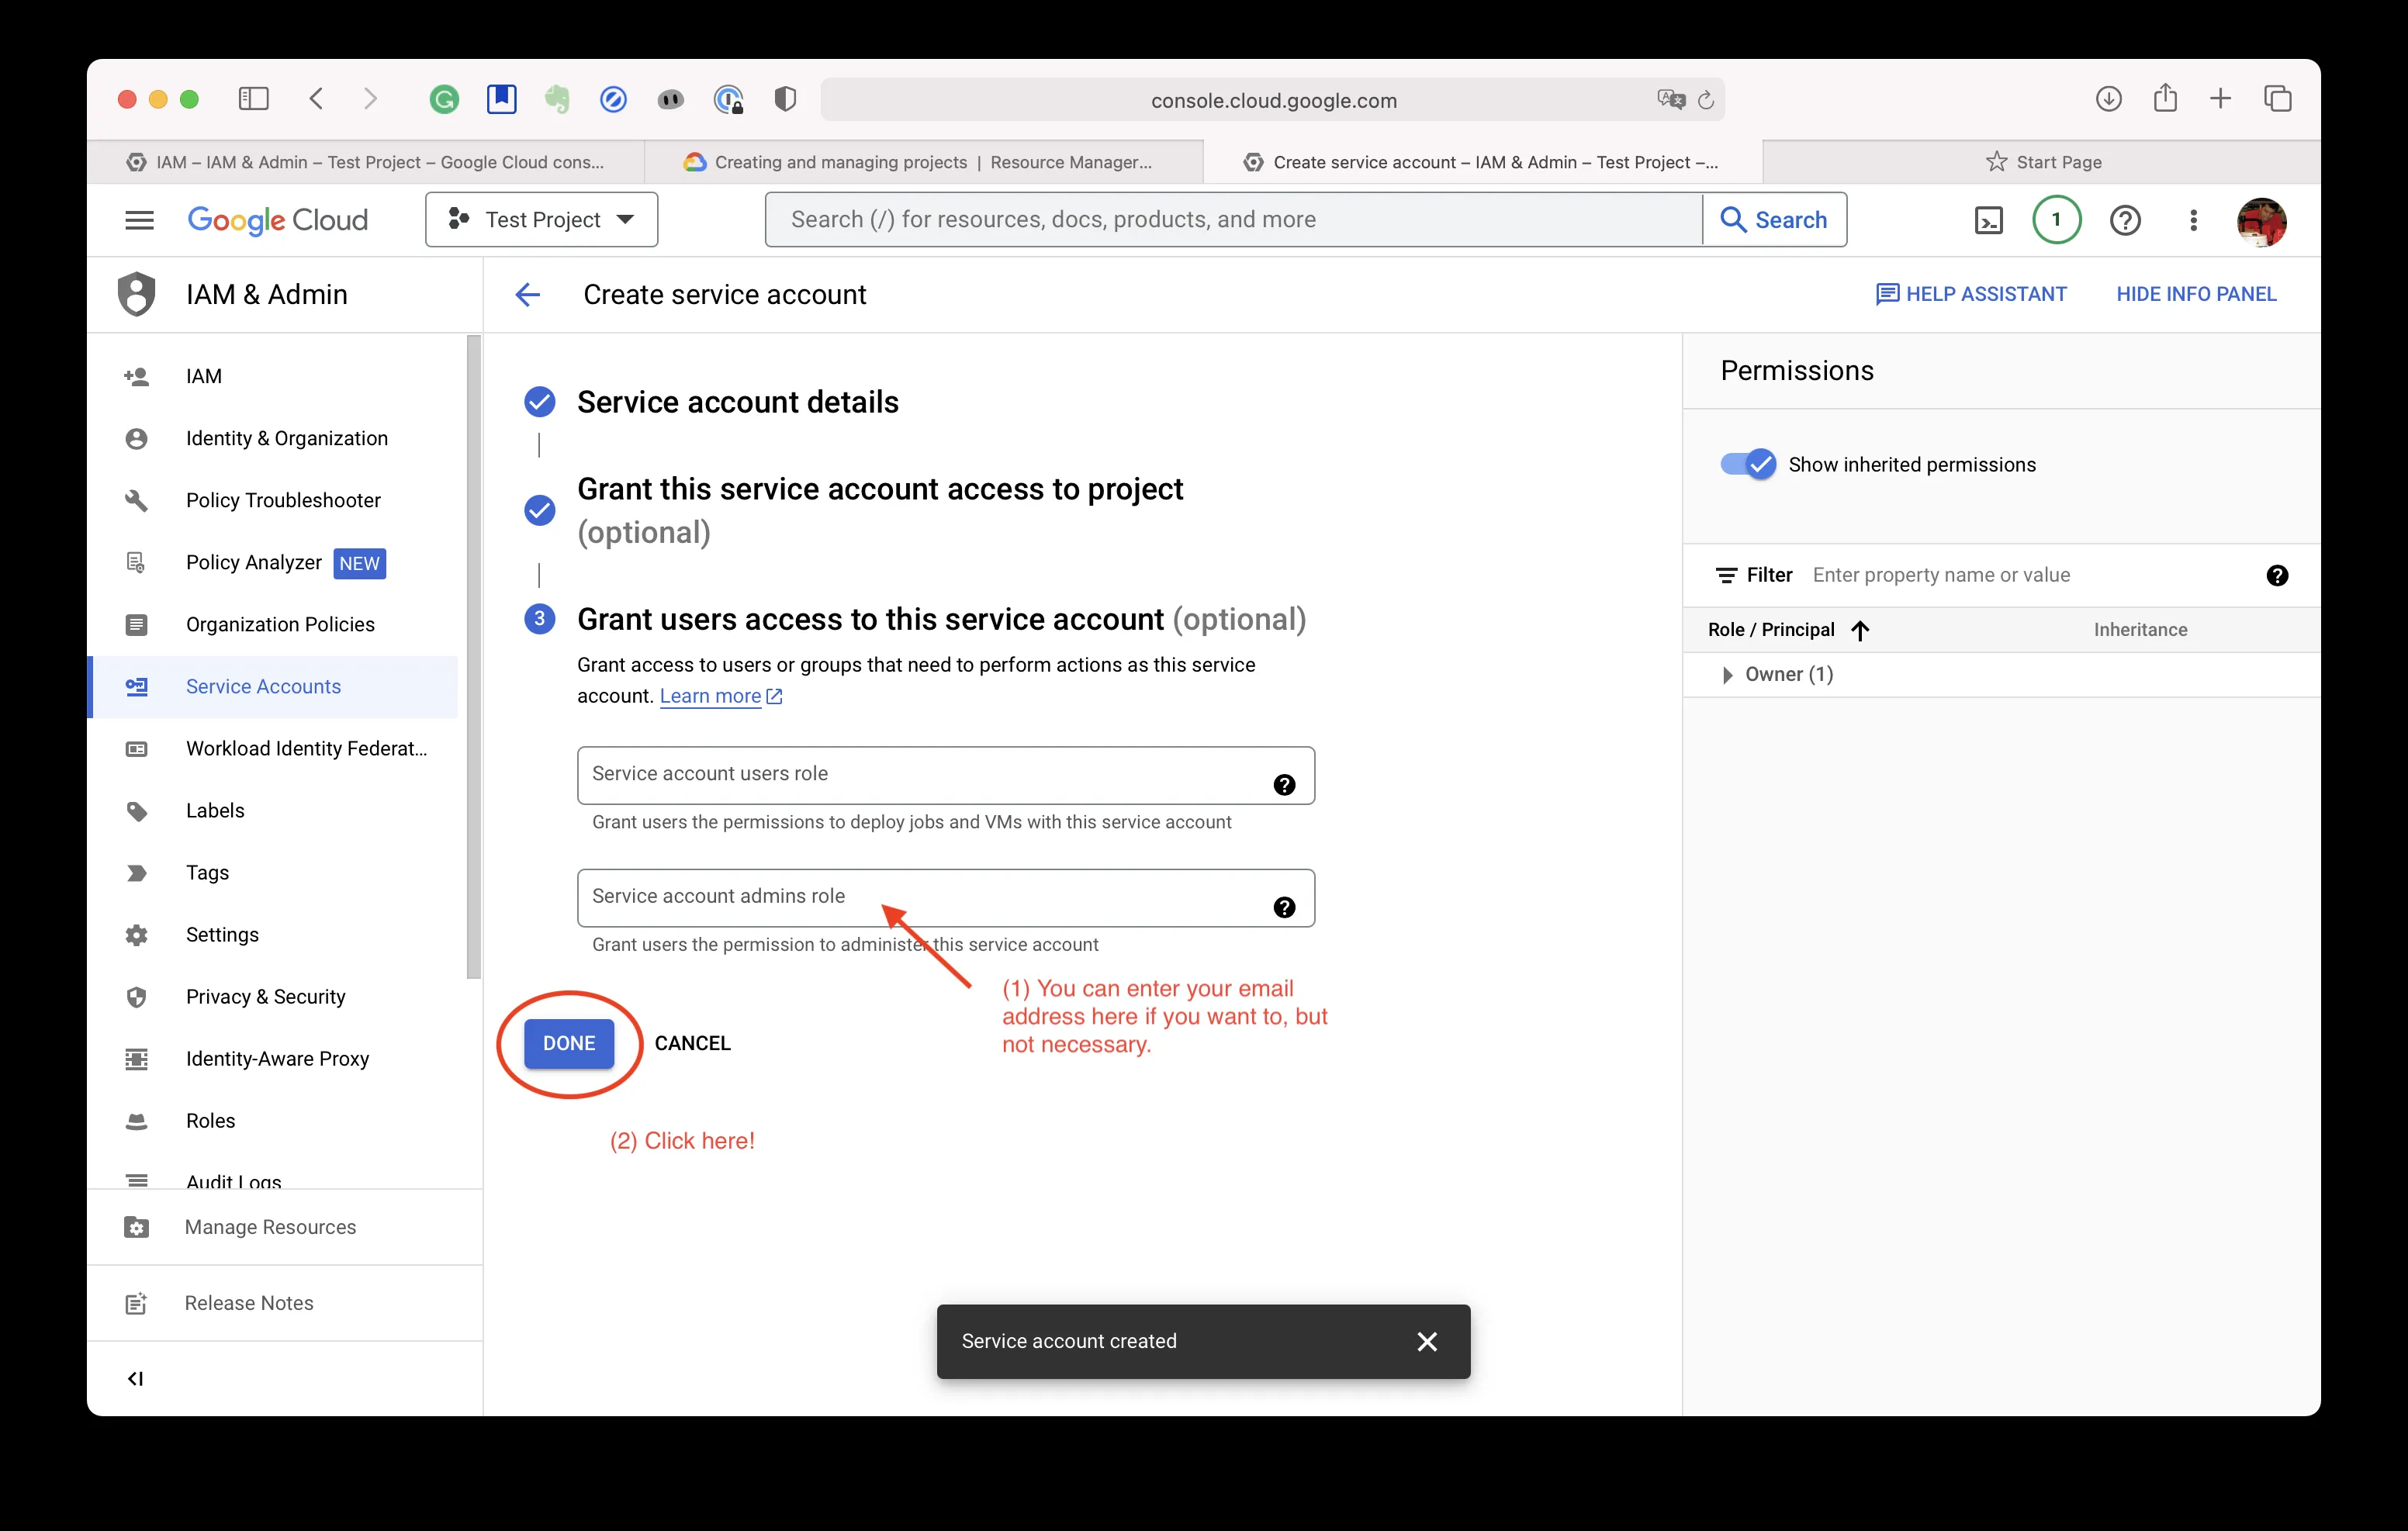 console.cloud.google.com
IAM – IAM & Admin – Test Project – Google Cloud cons...
Creating and managing projects | Resource Manager...
Create service account – IAM & Admin – Test Project –...
Start Page
Google Cloud
Test Project
Search (/) for resources, docs, products, and more
Search
1
IAM & Admin
Create service account
HELP ASSISTANT
HIDE INFO PANEL
IAM
Identity & Organization
Policy Troubleshooter
Policy Analyzer NEW
Organization Policies
Service Accounts
Workload Identity Federat...
Labels
Tags
Settings
Privacy & Security
Identity-Aware Proxy
Roles
Audit Logs
Manage Resources
Release Notes
Service account details
Grant this service account access to project
(optional)
3 Grant users access to this service account (optional)
Grant access to users or groups that need to perform actions as this service
account. Learn more
Service account users role
Grant users the permissions to deploy jobs and VMs with this service account
Service account admins role
Grant users the permission to administer this service account
(1) You can enter your email
address here if you want to, but
not necessary.
DONE
CANCEL
(2) Click here!
Service account created
Permissions
Show inherited permissions
Filter Enter property name or value
Role / Principal
Inheritance
Owner (1)